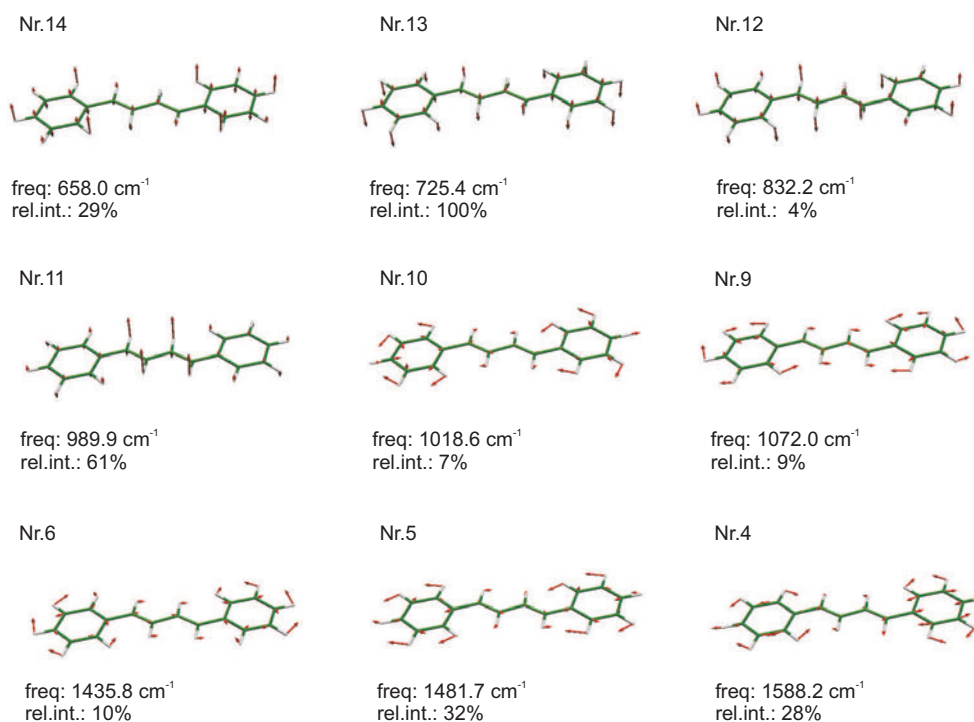 Nr.14
Nr.13
Nr.12
freq: 658.0 cm⁻¹
rel.int.: 29%
freq: 725.4 cm⁻¹
rel.int.: 100%
freq: 832.2 cm⁻¹
rel.int.:  4%
Nr.11
Nr.10
Nr.9
freq: 989.9 cm⁻¹
rel.int.: 61%
freq: 1018.6 cm⁻¹
rel.int.: 7%
freq: 1072.0 cm⁻¹
rel.int.: 9%
Nr.6
Nr.5
Nr.4
freq: 1435.8 cm⁻¹
rel.int.: 10%
freq: 1481.7 cm⁻¹
rel.int.: 32%
freq: 1588.2 cm⁻¹
rel.int.: 28%